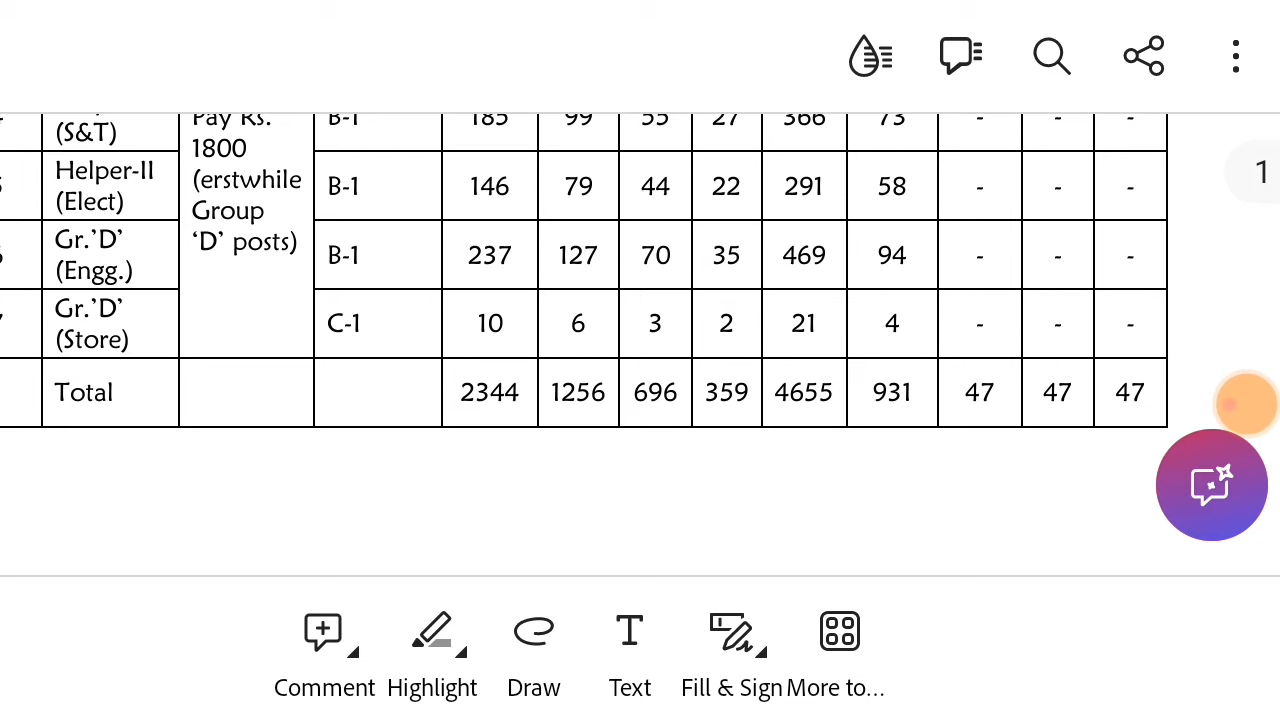 1
(S&T)
Pay Rs.
1800
(erstwhile
Group
‘D’ posts)
B-1 185 99 55 27 366 73 - - -
Helper-II
(Elect)
B-1 146 79 44 22 291 58 - - -
Gr.’D’
(Engg.)
B-1 237 127 70 35 469 94 - - -
Gr.’D’
(Store)
C-1 10 6 3 2 21 4 - - -
Total 2344 1256 696 359 4655 931 47 47 47
Comment Highlight Draw Text Fill & Sign More to...